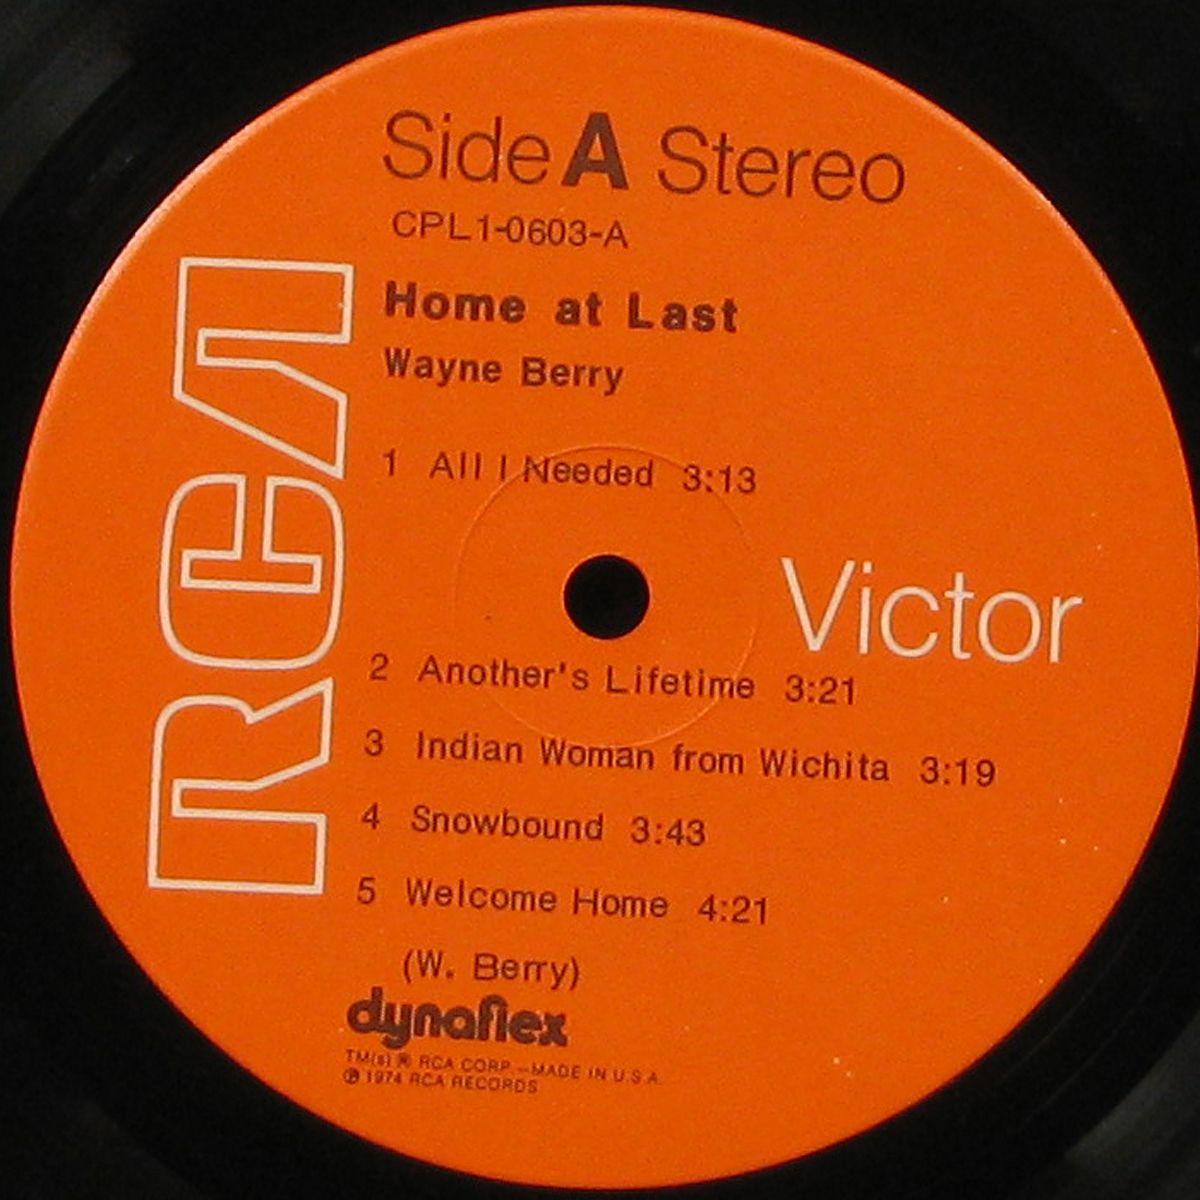 Side A Stereo
CPL1-0603-A
Home at Last
Wayne Berry
1 All I Needed 3:13
RCA
Victor
2 Another's Lifetime 3:21
3 Indian Woman from Wichita 3:19
4 Snowbound 3:43
5 Welcome Home 4:21
(W. Berry)
dynaflex
TM(s) ® RCA CORP.—MADE IN U.S.A.
℗ 1974 RCA RECORDS